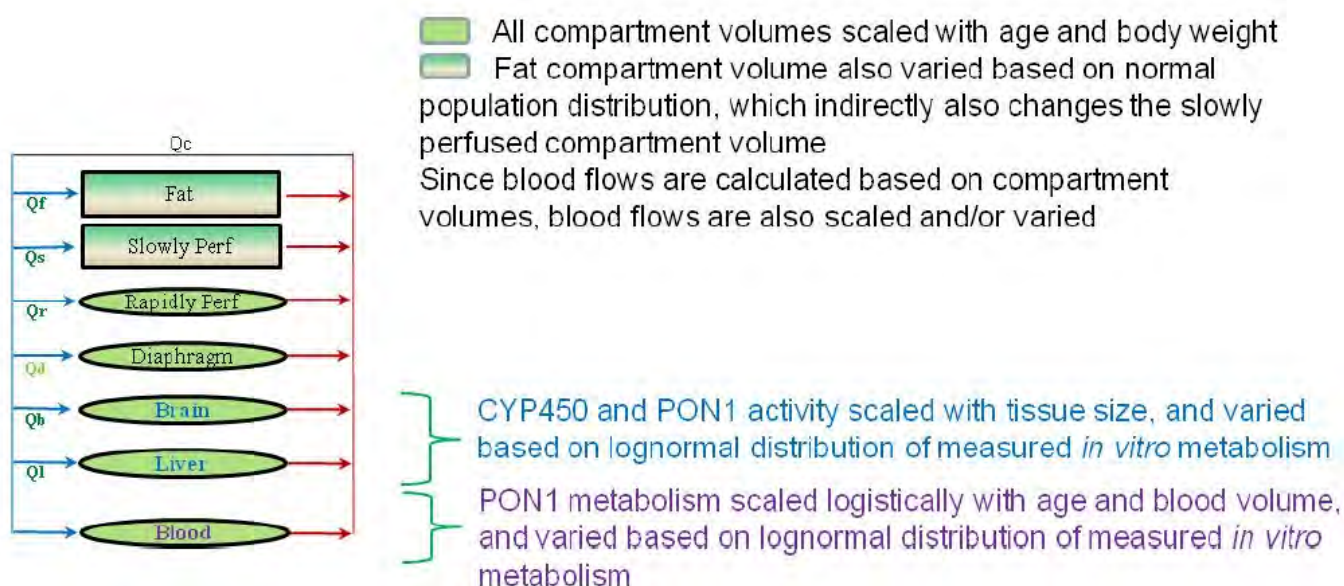 All compartment volumes scaled with age and body weight
Fat compartment volume also varied based on normal
population distribution, which indirectly also changes the slowly
perfused compartment volume
Since blood flows are calculated based on compartment
volumes, blood flows are also scaled and/or varied
Qc
Fat
Qf
Slowly Perf
Qs
Rapidly Perf
Qr
Diaphragm
Qd
Brain
Qb
Liver
Ql
Blood
CYP450 and PON1 activity scaled with tissue size, and varied
based on lognormal distribution of measured in vitro metabolism
PON1 metabolism scaled logistically with age and blood volume,
and varied based on lognormal distribution of measured in vitro
metabolism